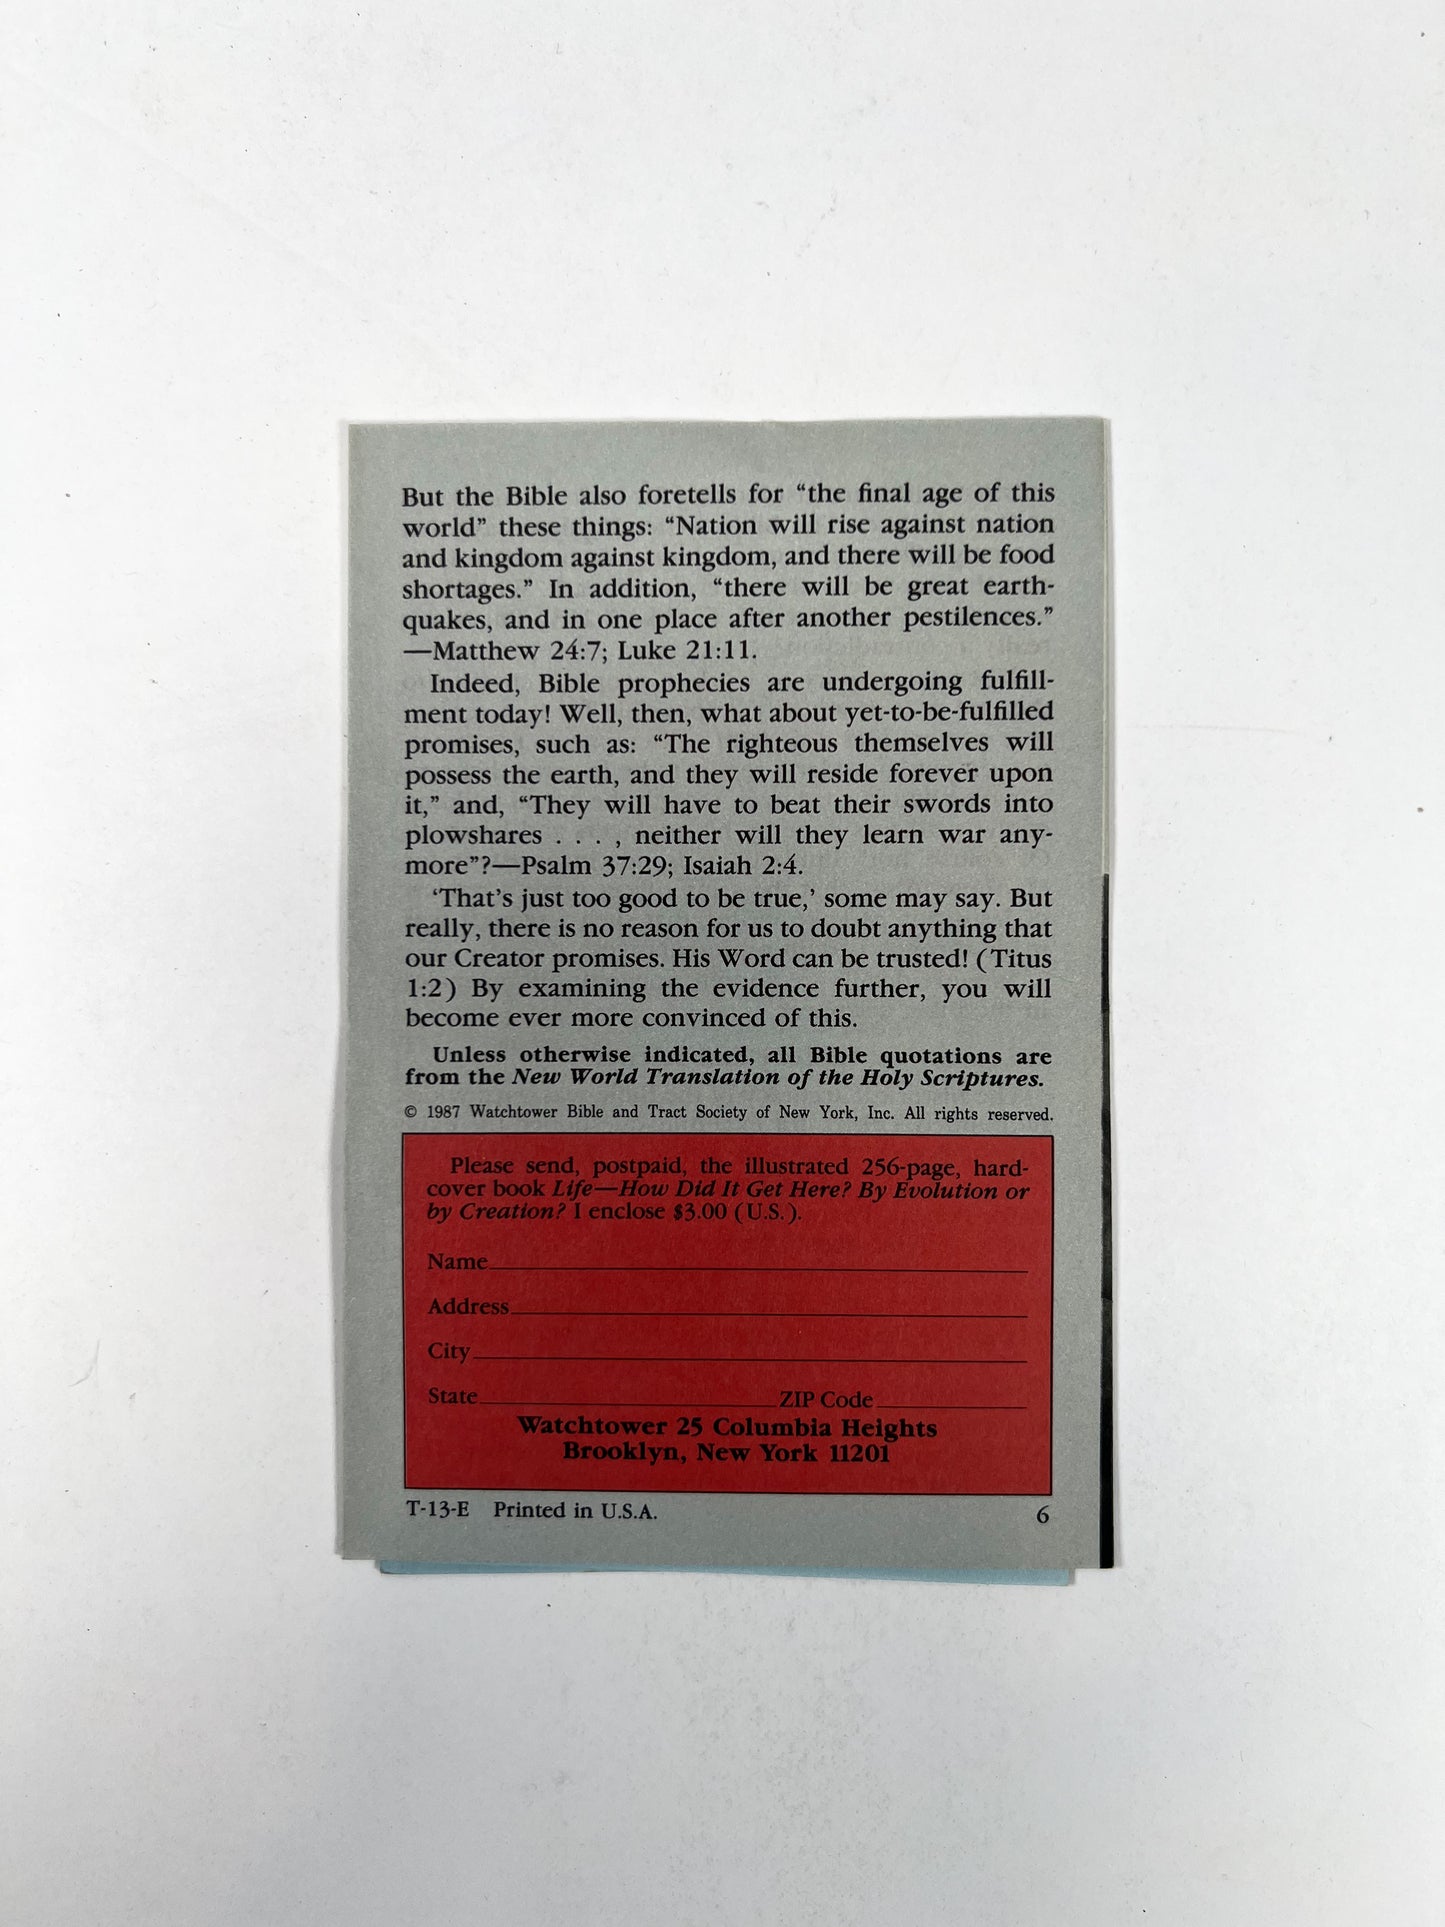 But the Bible also foretells for “the final age of this
world” these things: “Nation will rise against nation
and kingdom against kingdom, and there will be food
shortages.” In addition, “there will be great earth-
quakes, and in one place after another pestilences.”
—Matthew 24:7; Luke 21:11.
Indeed, Bible prophecies are undergoing fulfill-
ment today! Well, then, what about yet-to-be-fulfilled
promises, such as: “The righteous themselves will
possess the earth, and they will reside forever upon
it,” and, “They will have to beat their swords into
plowshares . . . , neither will they learn war any-
more”?—Psalm 37:29; Isaiah 2:4.
‘That’s just too good to be true,’ some may say. But
really, there is no reason for us to doubt anything that
our Creator promises. His Word can be trusted! (Titus
1:2) By examining the evidence further, you will
become ever more convinced of this.
Unless otherwise indicated, all Bible quotations are
from the New World Translation of the Holy Scriptures.
© 1987 Watchtower Bible and Tract Society of New York, Inc. All rights reserved.
Please send, postpaid, the illustrated 256-page, hard-
cover book Life—How Did It Get Here? By Evolution or
by Creation? I enclose $3.00 (U.S.).
Name
Address
City
State ZIP Code
Watchtower 25 Columbia Heights
Brooklyn, New York 11201
T-13-E Printed in U.S.A. 6